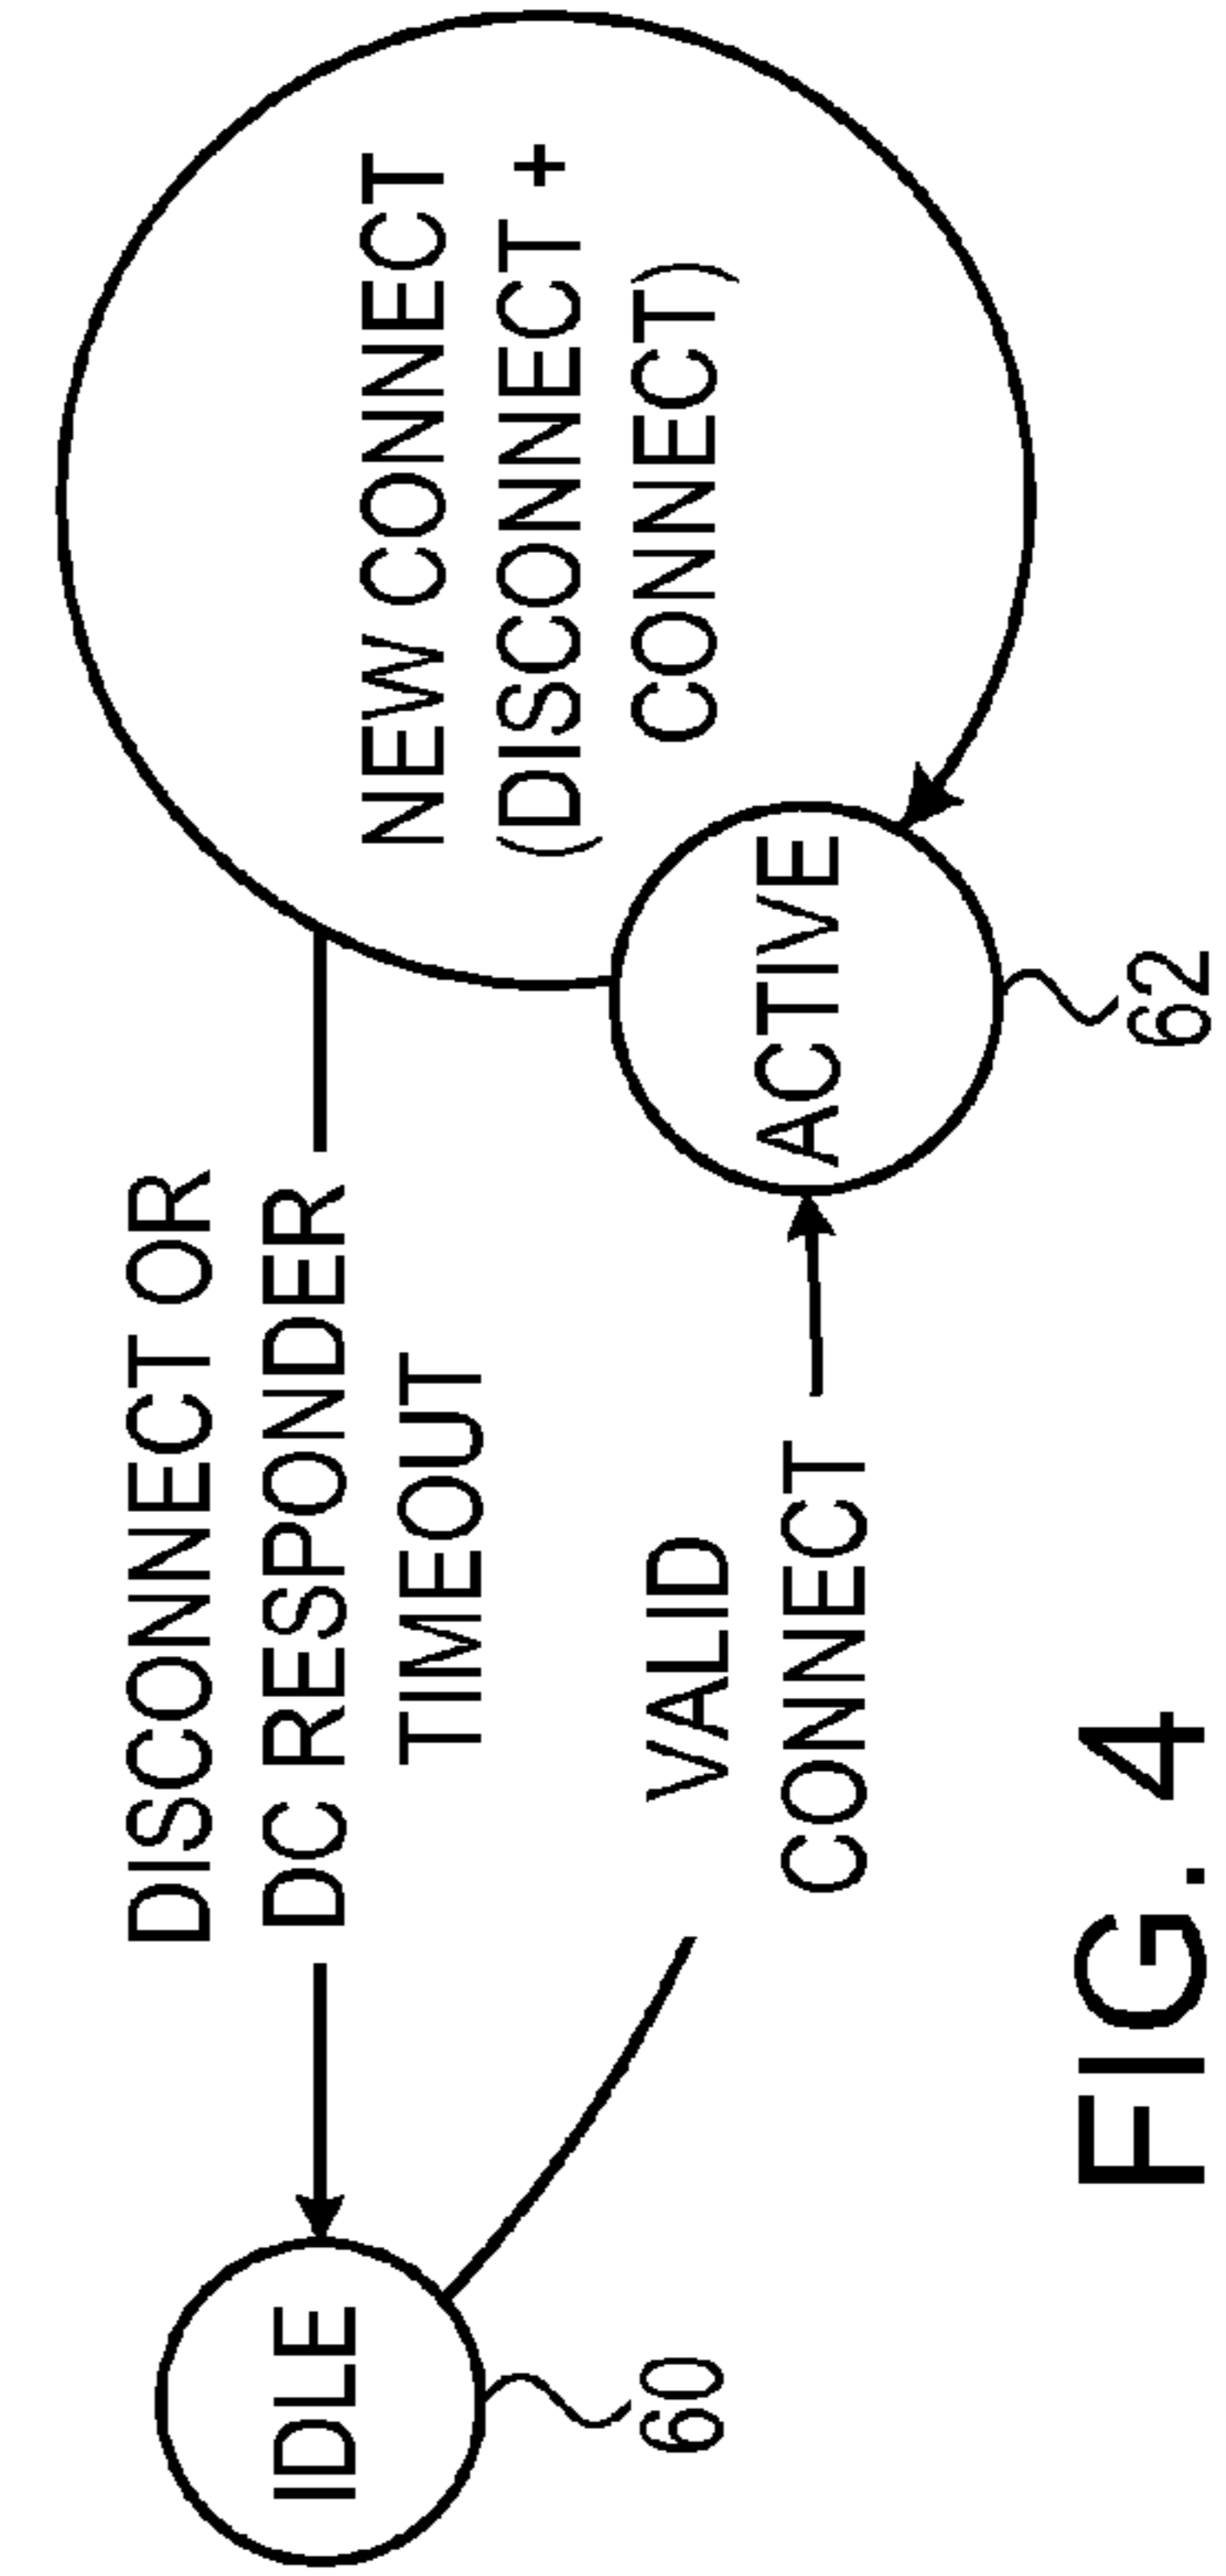 DISCONNECT OR
DC RESPONDER
TIMEOUT
NEW CONNECT
(DISCONNECT +
CONNECT)
IDLE
VALID
CONNECT
ACTIVE
60
62
FIG. 4